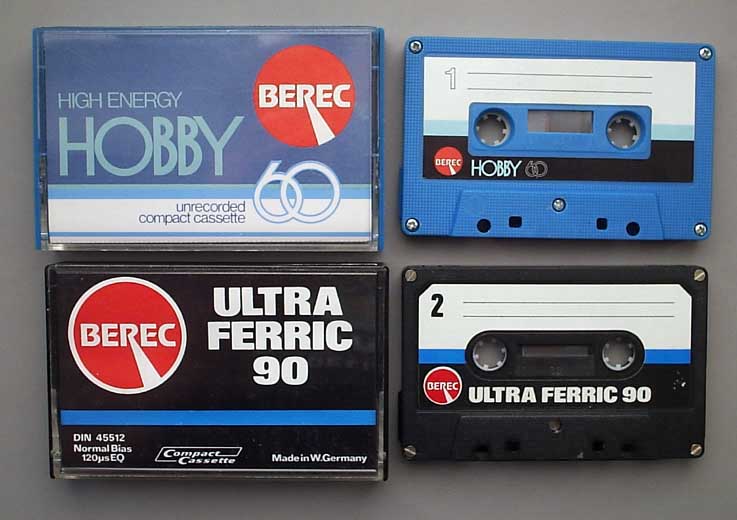 HIGH ENERGY
HOBBY
BEREC
60
unrecorded
compact cassette
1
BEREC
HOBBY 60
BEREC
ULTRA
FERRIC
90
DIN 45512
Normal Bias
120µs EQ
Compact
Cassette
Made in W. Germany
2
BEREC
ULTRA FERRIC 90